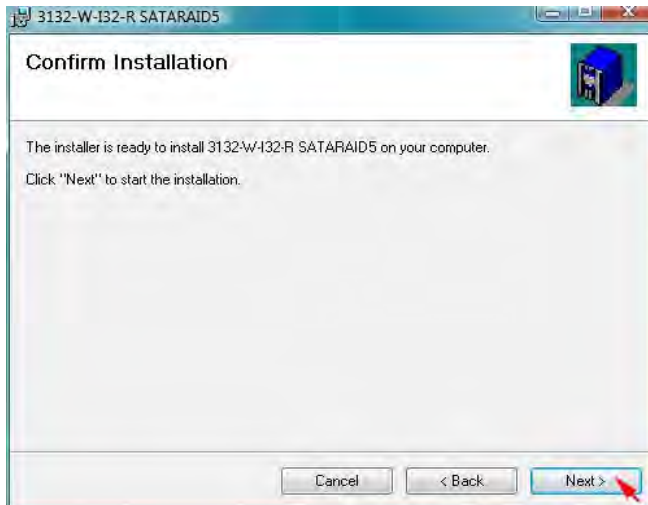 3132-W-I32-R SATARAID5
Confirm Installation
The installer is ready to install 3132-W-I32-R SATARAID5 on your computer.
Click "Next" to start the installation.
Cancel
< Back
Next >